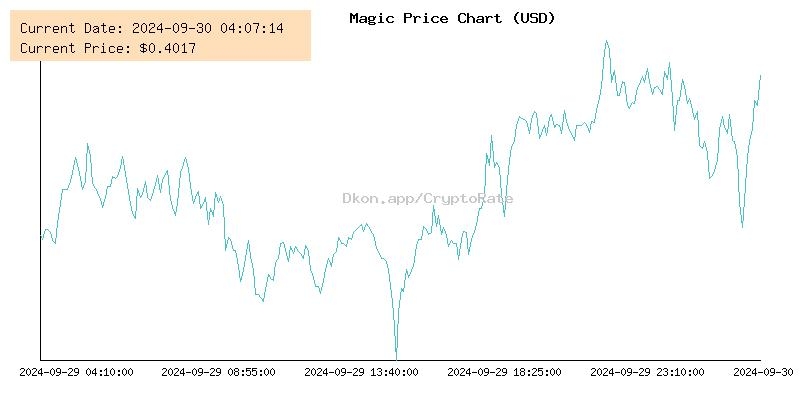 Magic Price Chart (USD)
Current Date: 2024-09-30 04:07:14
Current Price: $0.4017
Dkon.app/CryptoRate
2024-09-29 04:10:00
2024-09-29 08:55:00
2024-09-29 13:40:00
2024-09-29 18:25:00
2024-09-29 23:10:00
2024-09-30